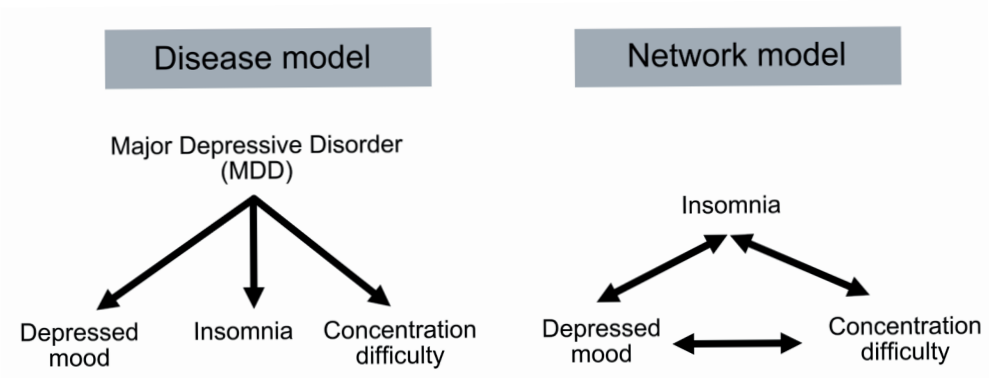 Disease model
Major Depressive Disorder
(MDD)
Depressed
mood
Insomnia
Concentration
difficulty
Network model
Insomnia
Depressed
mood
Concentration
difficulty